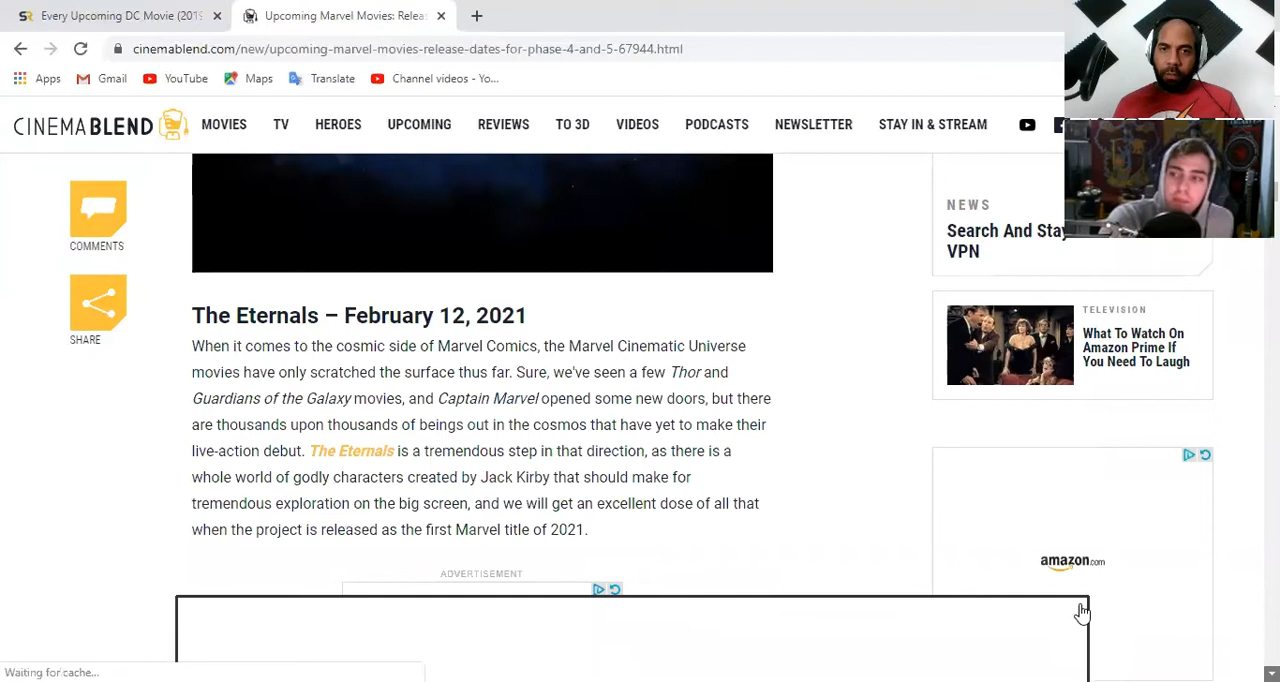 Every Upcoming DC Movie (2019
Upcoming Marvel Movies: Relea
cinemablend.com/new/upcoming-marvel-movies-release-dates-for-phase-4-and-5-67944.html
Apps Gmail YouTube Maps Translate Channel videos - Yo...
CINEMABLEND MOVIES TV HEROES UPCOMING REVIEWS TO 3D VIDEOS PODCASTS NEWSLETTER STAY IN & STREAM
COMMENTS
SHARE
The Eternals – February 12, 2021
When it comes to the cosmic side of Marvel Comics, the Marvel Cinematic Universe
movies have only scratched the surface thus far. Sure, we've seen a few Thor and
Guardians of the Galaxy movies, and Captain Marvel opened some new doors, but there
are thousands upon thousands of beings out in the cosmos that have yet to make their
live-action debut. The Eternals is a tremendous step in that direction, as there is a
whole world of godly characters created by Jack Kirby that should make for
tremendous exploration on the big screen, and we will get an excellent dose of all that
when the project is released as the first Marvel title of 2021.
ADVERTISEMENT
NEWS
Search And Stay
VPN
TELEVISION
What To Watch On
Amazon Prime If
You Need To Laugh
amazon.com
Waiting for cache...